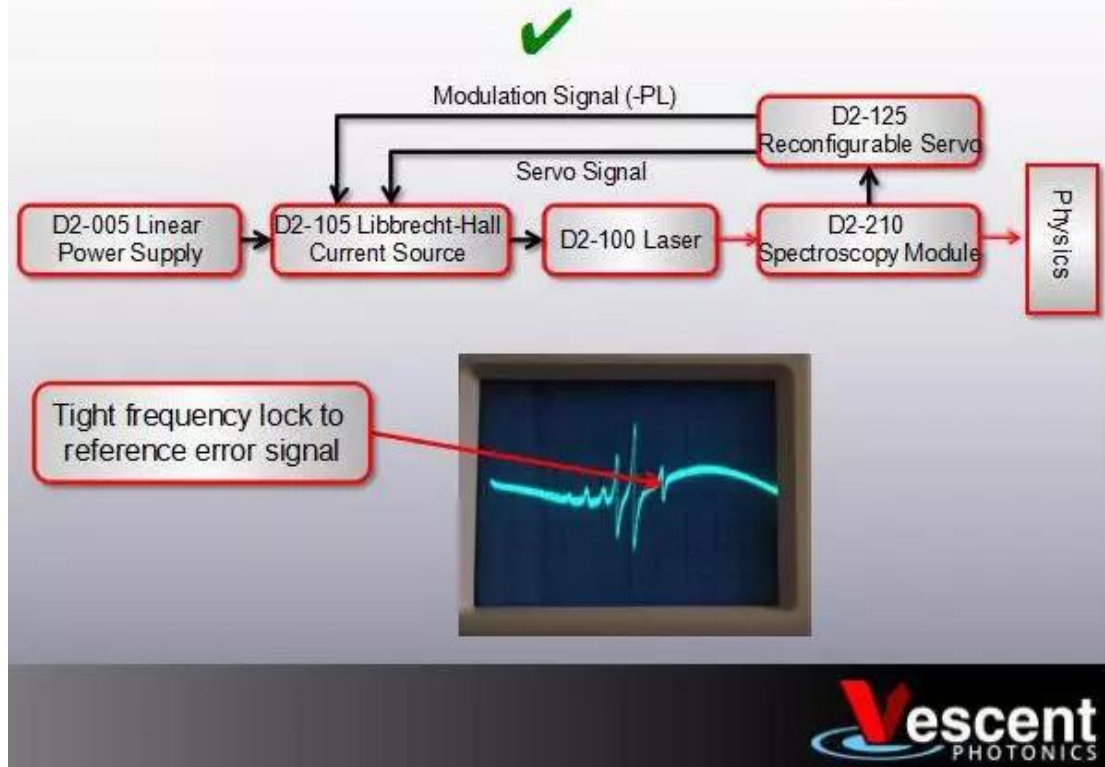 Modulation Signal (-PL)
D2-125
Reconfigurable Servo
Servo Signal
D2-005 Linear
Power Supply
D2-105 Libbrecht-Hall
Current Source
D2-100 Laser
D2-210
Spectroscopy Module
Physics
Tight frequency lock to
reference error signal
Vescent
PHOTONICS